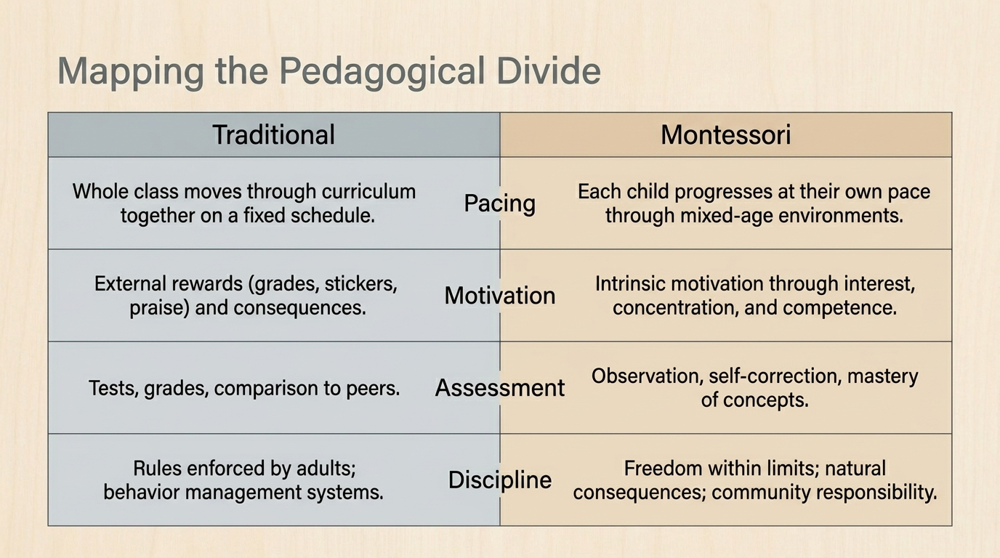 Mapping the Pedagogical Divide
Traditional
Montessori
Whole class moves through curriculum
together on a fixed schedule.
Pacing
Each child progresses at their own pace
through mixed-age environments.
External rewards (grades, stickers,
praise) and consequences.
Motivation
Intrinsic motivation through interest,
concentration, and competence.
Tests, grades, comparison to peers.
Assessment
Observation, self-correction, mastery
of concepts.
Rules enforced by adults;
behavior management systems.
Discipline
Freedom within limits; natural
consequences; community responsibility.